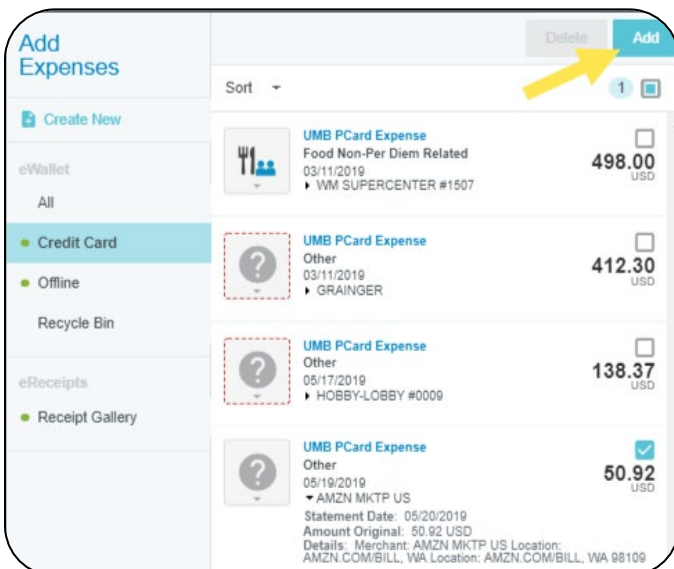 Add
Expenses
Delete
Add
Sort
1
Create New
eWallet
All
Credit Card
Offline
Recycle Bin
eReceipts
Receipt Gallery
UMB PCard Expense
Food Non-Per Diem Related
03/11/2019
WM SUPERCENTER #1507
498.00
USD
UMB PCard Expense
Other
03/11/2019
GRAINGER
412.30
USD
UMB PCard Expense
Other
05/17/2019
HOBBY-LOBBY #0009
138.37
USD
UMB PCard Expense
Other
05/19/2019
AMZN MKTP US
50.92
USD
Statement Date: 05/20/2019
Amount Original: 50.92 USD
Details: Merchant: AMZN MKTP US Location:
AMZN.COM/BILL, WA Location: AMZN.COM/BILL, WA 98109